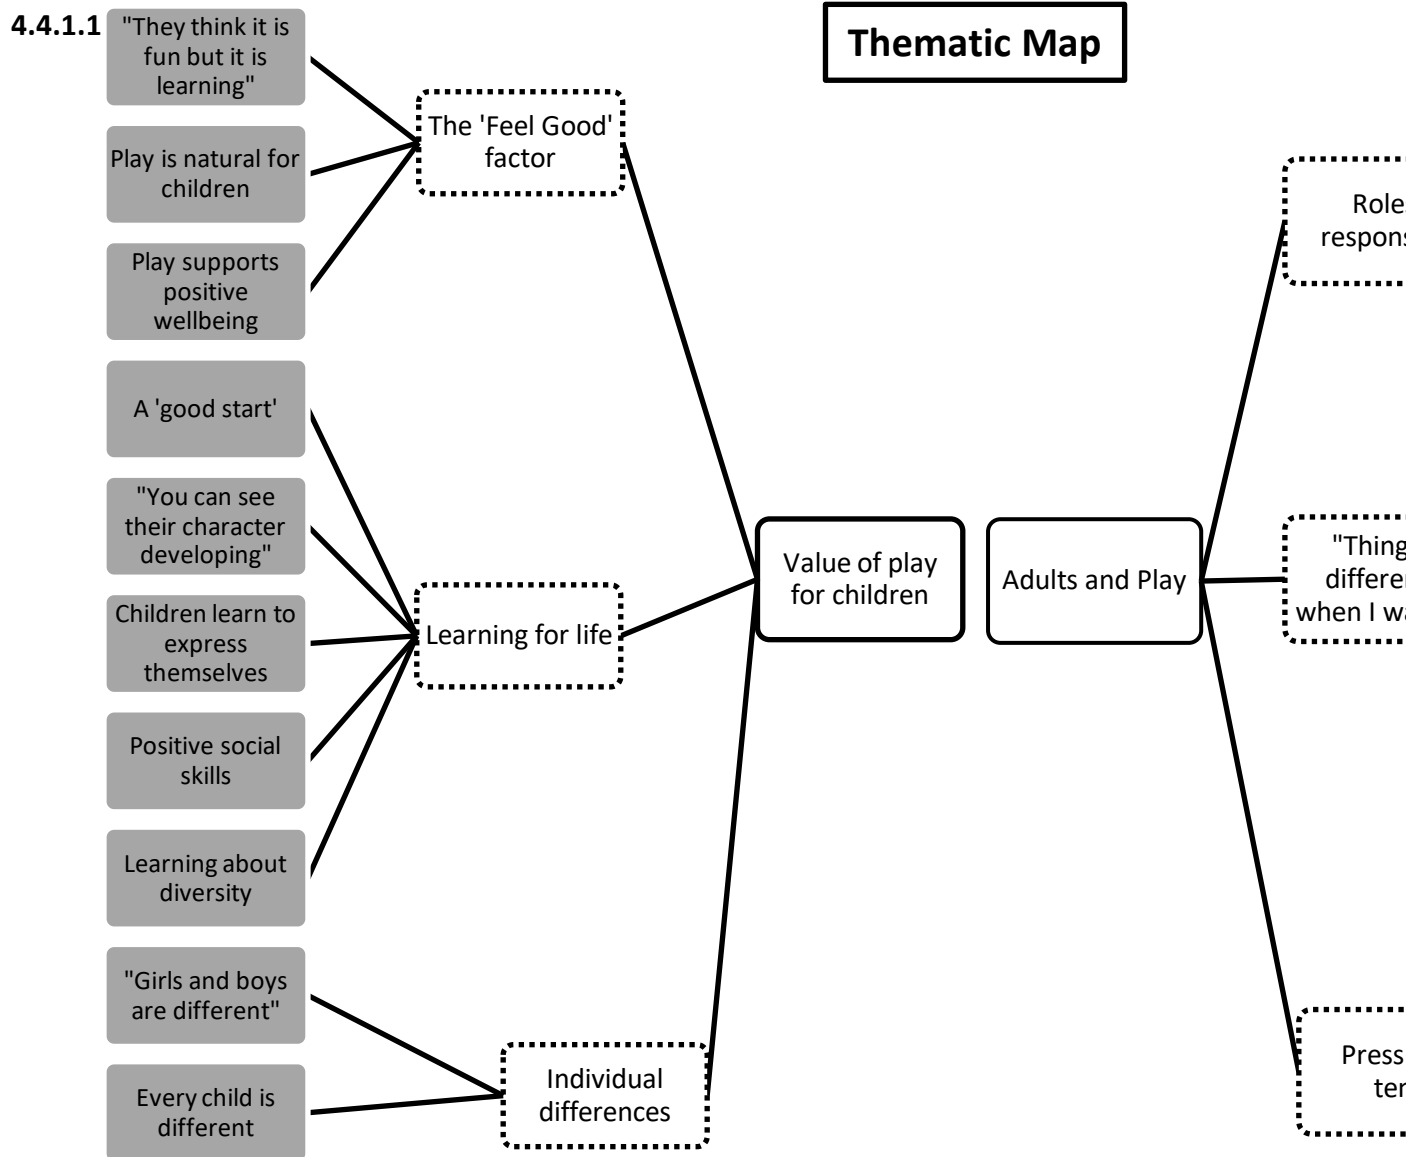 4.4.1.1
Thematic Map
"They think it is
fun but it is
learning"
Play is natural for
children
Play supports
positive
wellbeing
The 'Feel Good'
factor
A 'good start'
"You can see
their character
developing"
Children learn to
express
themselves
Positive social
skills
Learning about
diversity
Learning for life
"Girls and boys
are different"
Every child is
different
Individual
differences
Value of play
for children
Adults and Play
when I